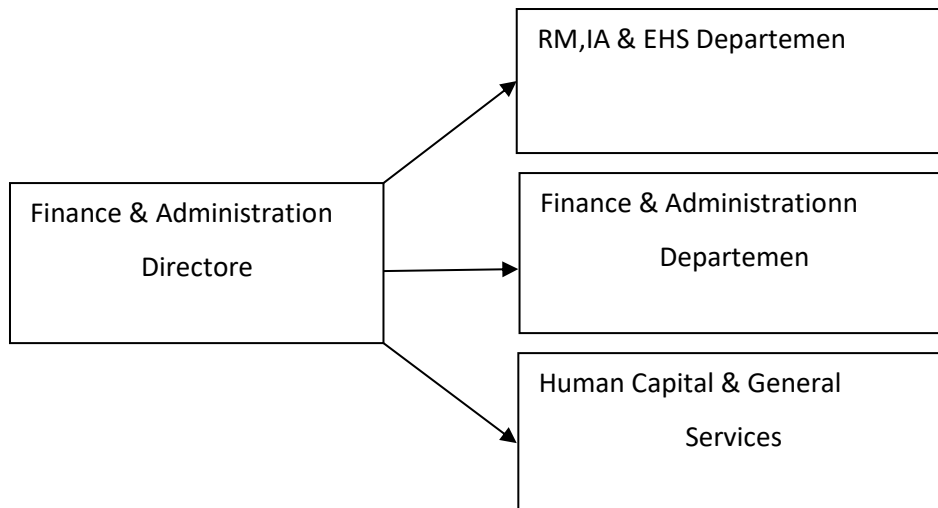 RM,IA & EHS Departemen
Finance & Administration
Directore
Finance & Administrationn
Departemen
Human Capital & General
Services